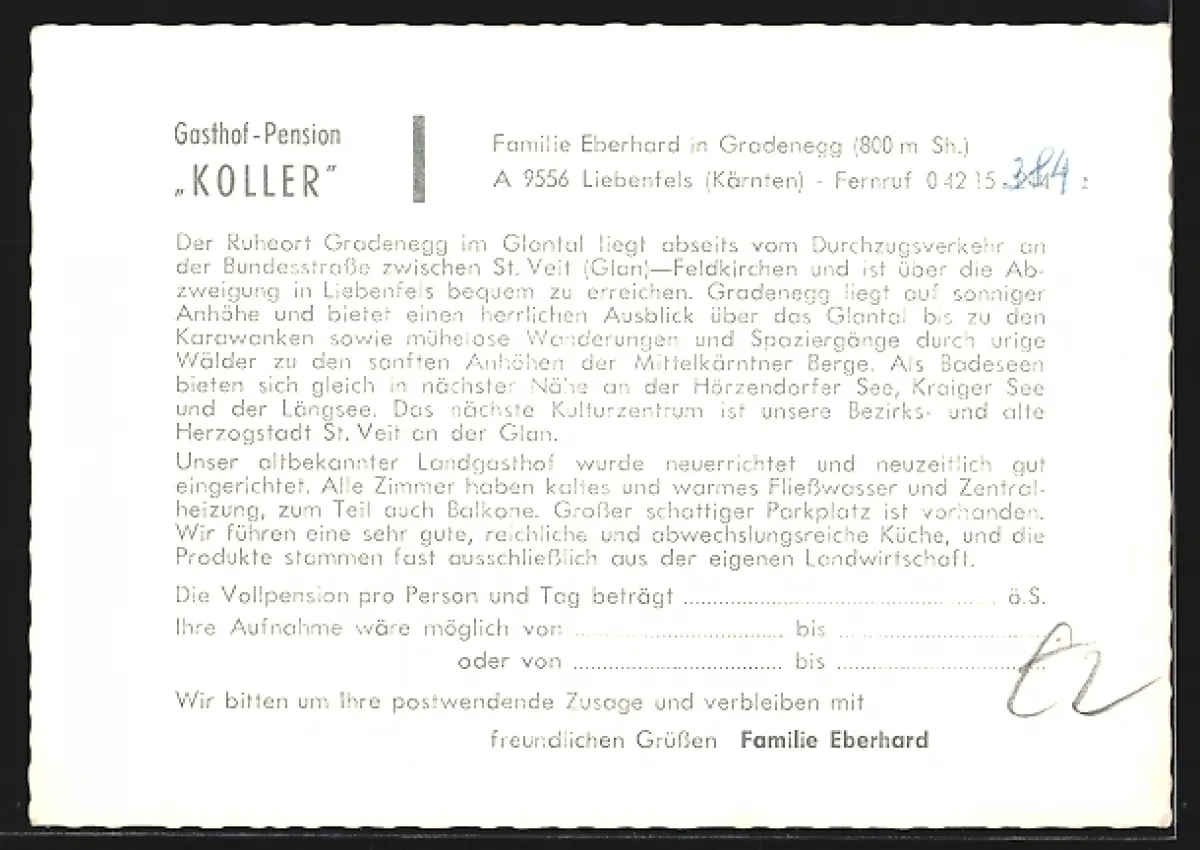 Gasthof-Pension
„KOLLER"
Familie Eberhard in Gradenegg (800 m Sh.)
A 9556 Liebenfels (Kärnten) - Fernruf 0 42 15 - 384
Der Ruheort Gradenegg im Glantal liegt abseits vom Durchzugsverkehr an
der Bundesstraße zwischen St. Veit (Glan)—Feldkirchen und ist über die Ab-
zweigung in Liebenfels bequem zu erreichen. Gradenegg liegt auf sonniger
Anhöhe und bietet einen herrlichen Ausblick über das Glantal bis zu den
Karawanken sowie mühelose Wanderungen und Spaziergänge durch urige
Wälder zu den sanften Anhöhen der Mittelkärntner Berge. Als Badeseen
bieten sich gleich in nächster Nähe an der Hörzendorfer See, Kraiger See
und der Längsee. Das nächste Kulturzentrum ist unsere Bezirks- und alte
Herzogstadt St. Veit an der Glan.
Unser altbekannter Landgasthof wurde neuerrichtet und neuzeitlich gut
eingerichtet. Alle Zimmer haben kaltes und warmes Fließwasser und Zentral-
heizung, zum Teil auch Balkone. Großer schattiger Parkplatz ist vorhanden.
Wir führen eine sehr gute, reichliche und abwechslungsreiche Küche, und die
Produkte stammen fast ausschließlich aus der eigenen Landwirtschaft.
Die Vollpension pro Person und Tag beträgt ........ ö.S.
Ihre Aufnahme wäre möglich von ........ bis ........
oder von ........ bis ........
Wir bitten um Ihre postwendende Zusage und verbleiben mit
freundlichen Grüßen Familie Eberhard